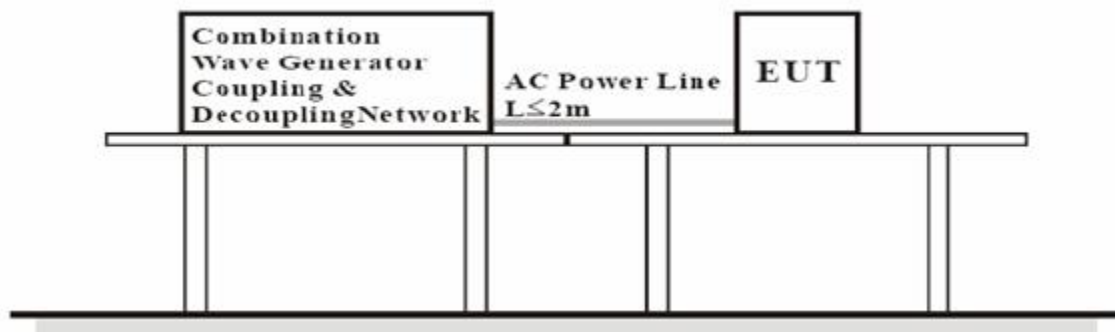 Combination
Wave Generator
Coupling &
DecouplingNetwork
AC Power Line
L≤2m
EUT